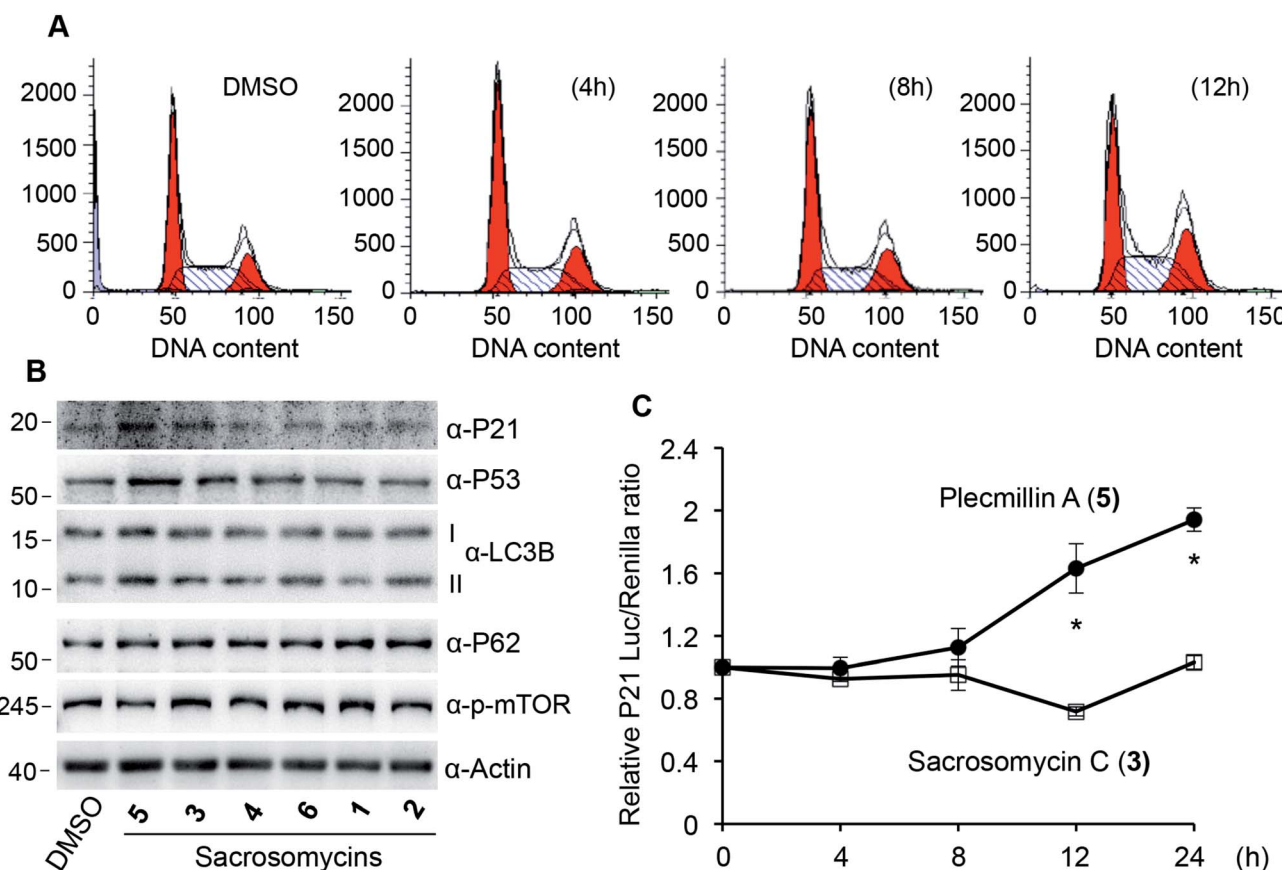 A
DMSO
(4h)
(8h)
(12h)
2000
1500
1000
500
0
2000
1500
1000
500
0
2000
1500
1000
500
0
2000
1500
1000
500
0
0 50 100 150
0 50 100 150
0 50 100 150
0 50 100 150
DNA content
DNA content
DNA content
DNA content
B
20
α-P21
50
α-P53
15
I
α-LC3B
10
II
50
α-P62
245
α-p-mTOR
40
α-Actin
DMSO 5 3 4 6 1 2
Sacrosomycins
C
Relative P21 Luc/Renilla ratio
2.4
2
1.6
1.2
0.8
0.4
0
Plecmillin A (5)
*
*
Sacrosomycin C (3)
0 4 8 12 24 (h)